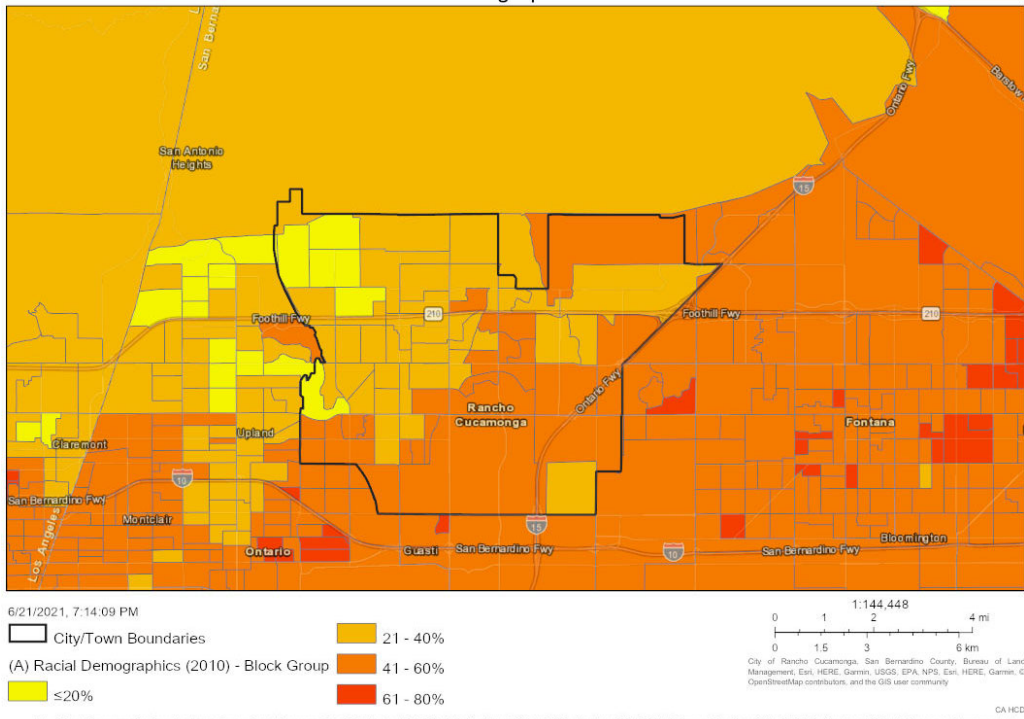 San Antonio
Heights
Ontario Fwy
15
Foothill Fwy
210
Foothill Fwy
210
Ontario Fwy
Rancho
Cucamonga
Fontana
Upland
Claremont
10
San Bernardino Fwy
Montclair
Los Angeles
Ontario
Guasti
15
San Bernardino Fwy
10
San Bernardino Fwy
Bloomington
6/21/2021, 7:14:09 PM
City/Town Boundaries
(A) Racial Demographics (2010) - Block Group
≤20%
21 - 40%
41 - 60%
61 - 80%
1:144,448
0 1 2 4 mi
0 1.5 3 6 km
City of Rancho Cucamonga, San Bernardino County, Bureau of Land
Management, Esri, HERE, Garmin, USGS, EPA, NPS, Esri, HERE, Garmin, ©
OpenStreetMap contributors, and the GIS user community
CA HCD